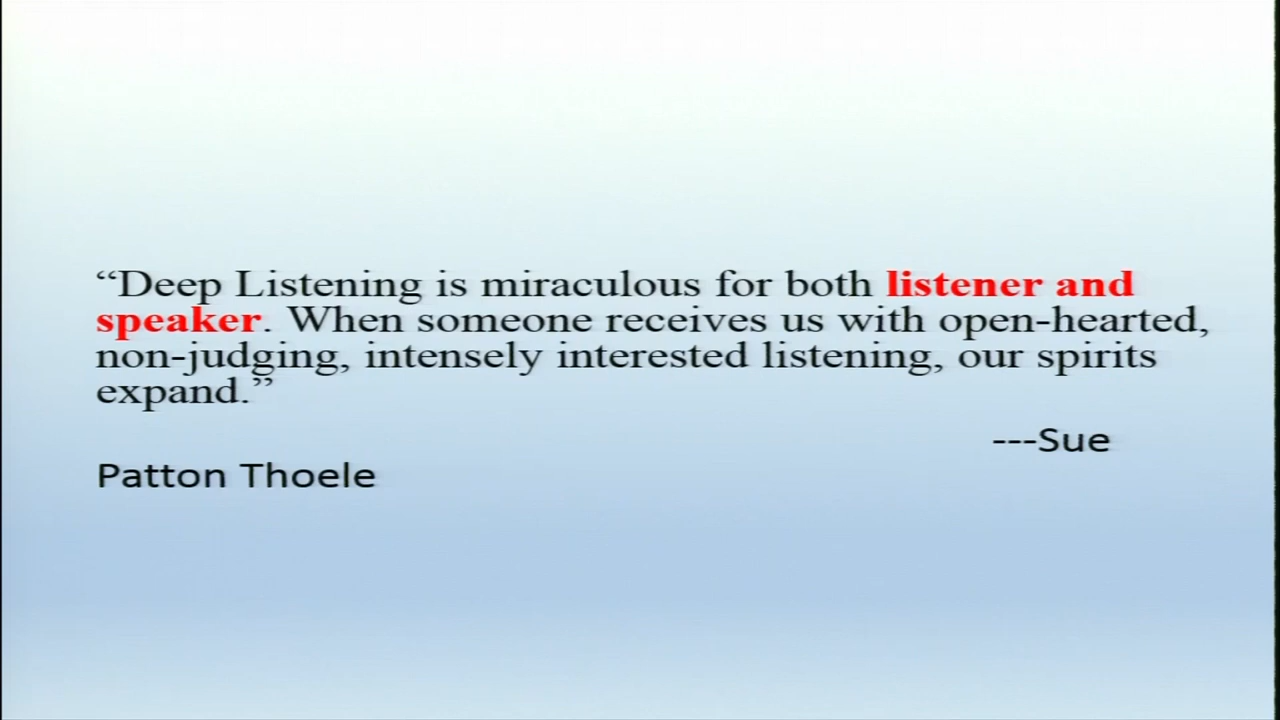 “Deep Listening is miraculous for both listener and
speaker. When someone receives us with open-hearted,
non-judging, intensely interested listening, our spirits
expand.”
---Sue
Patton Thoele